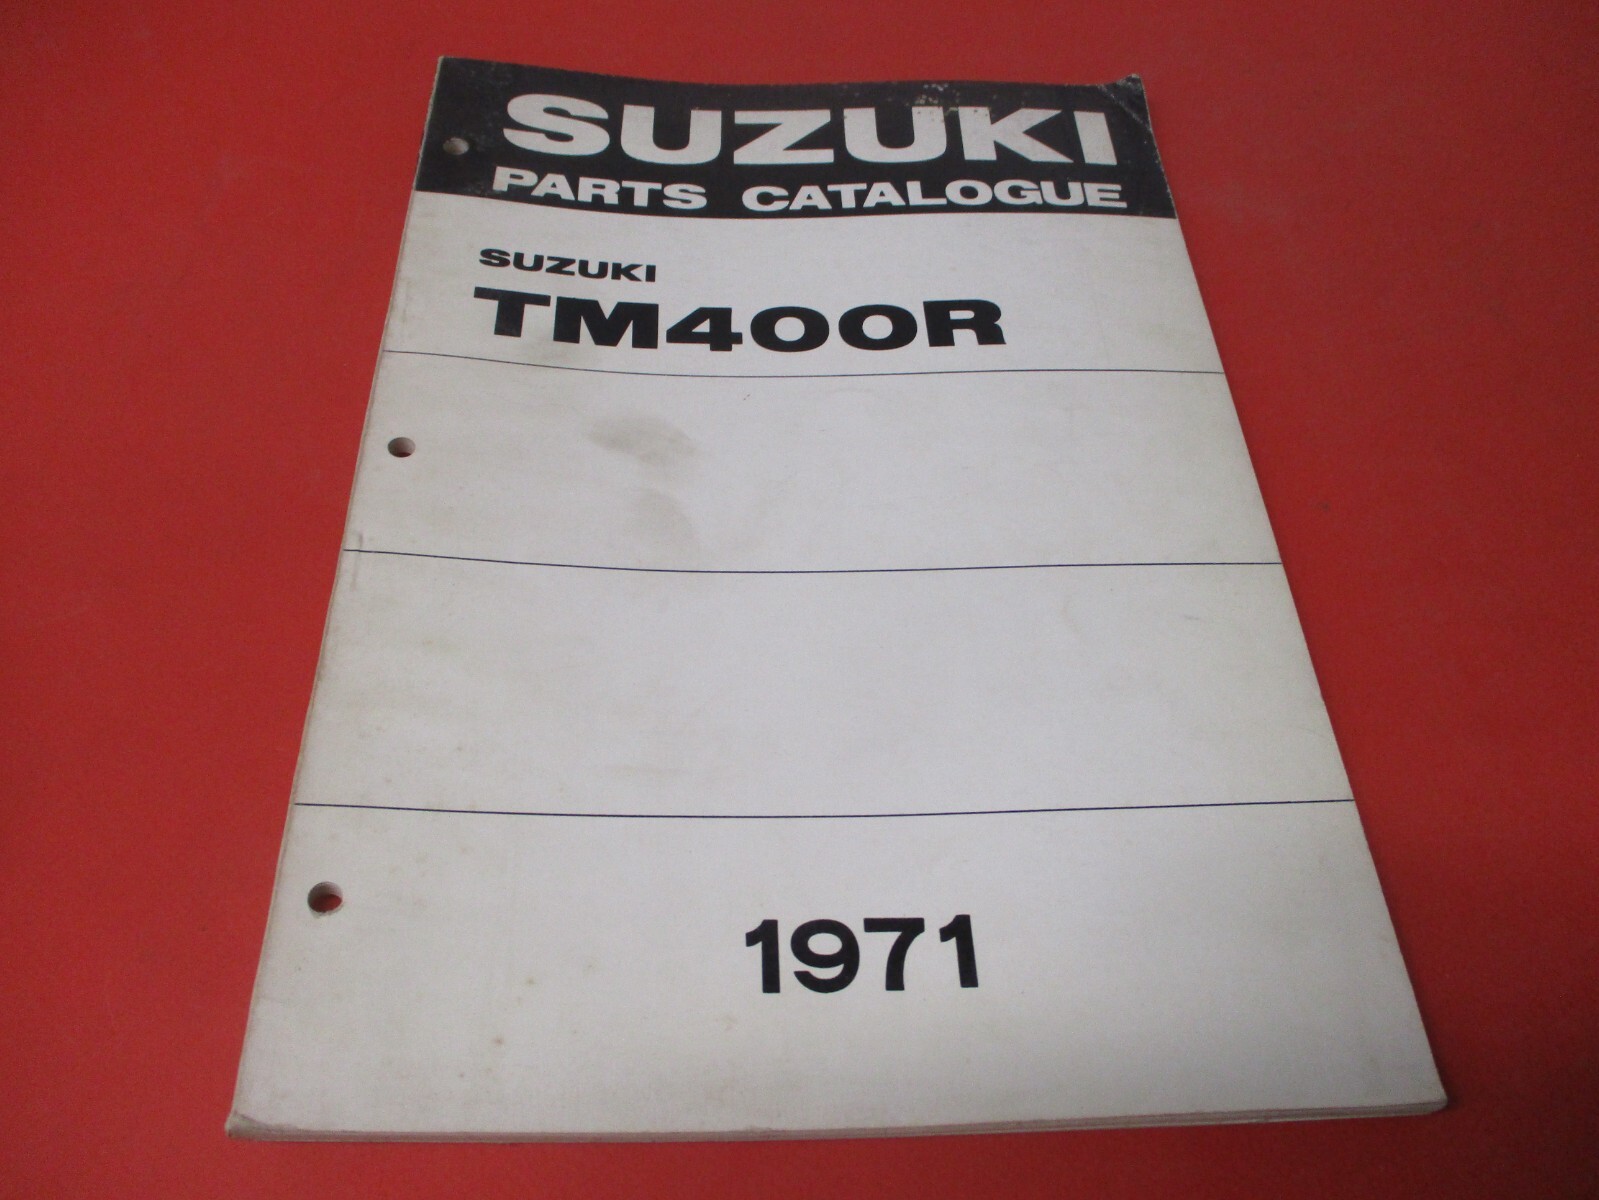 SUZUKI
PARTS CATALOGUE
SUZUKI
TM400R
1971